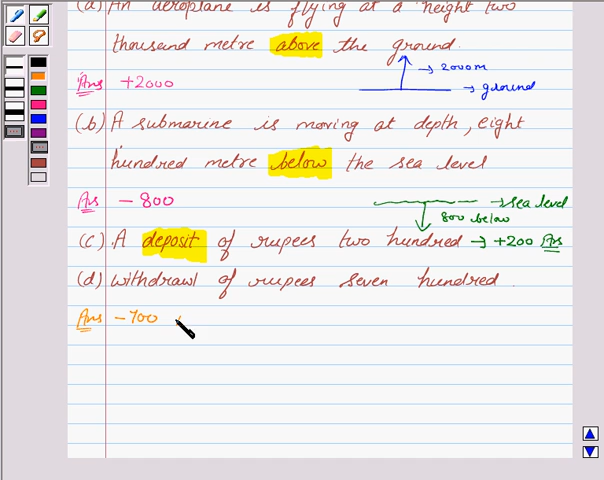 (a) An aeroplane is flying at a height two
thousand metre above the ground.
Ans +2000
→ 2000m
→ ground
(b) A submarine is moving at depth, eight
hundred metre below the sea level
Ans - 800
→ sea level
800 below
(c) A deposit of rupees two hundred → +200 Ans
(d) Withdrawl of rupees seven hundred.
Ans - 700